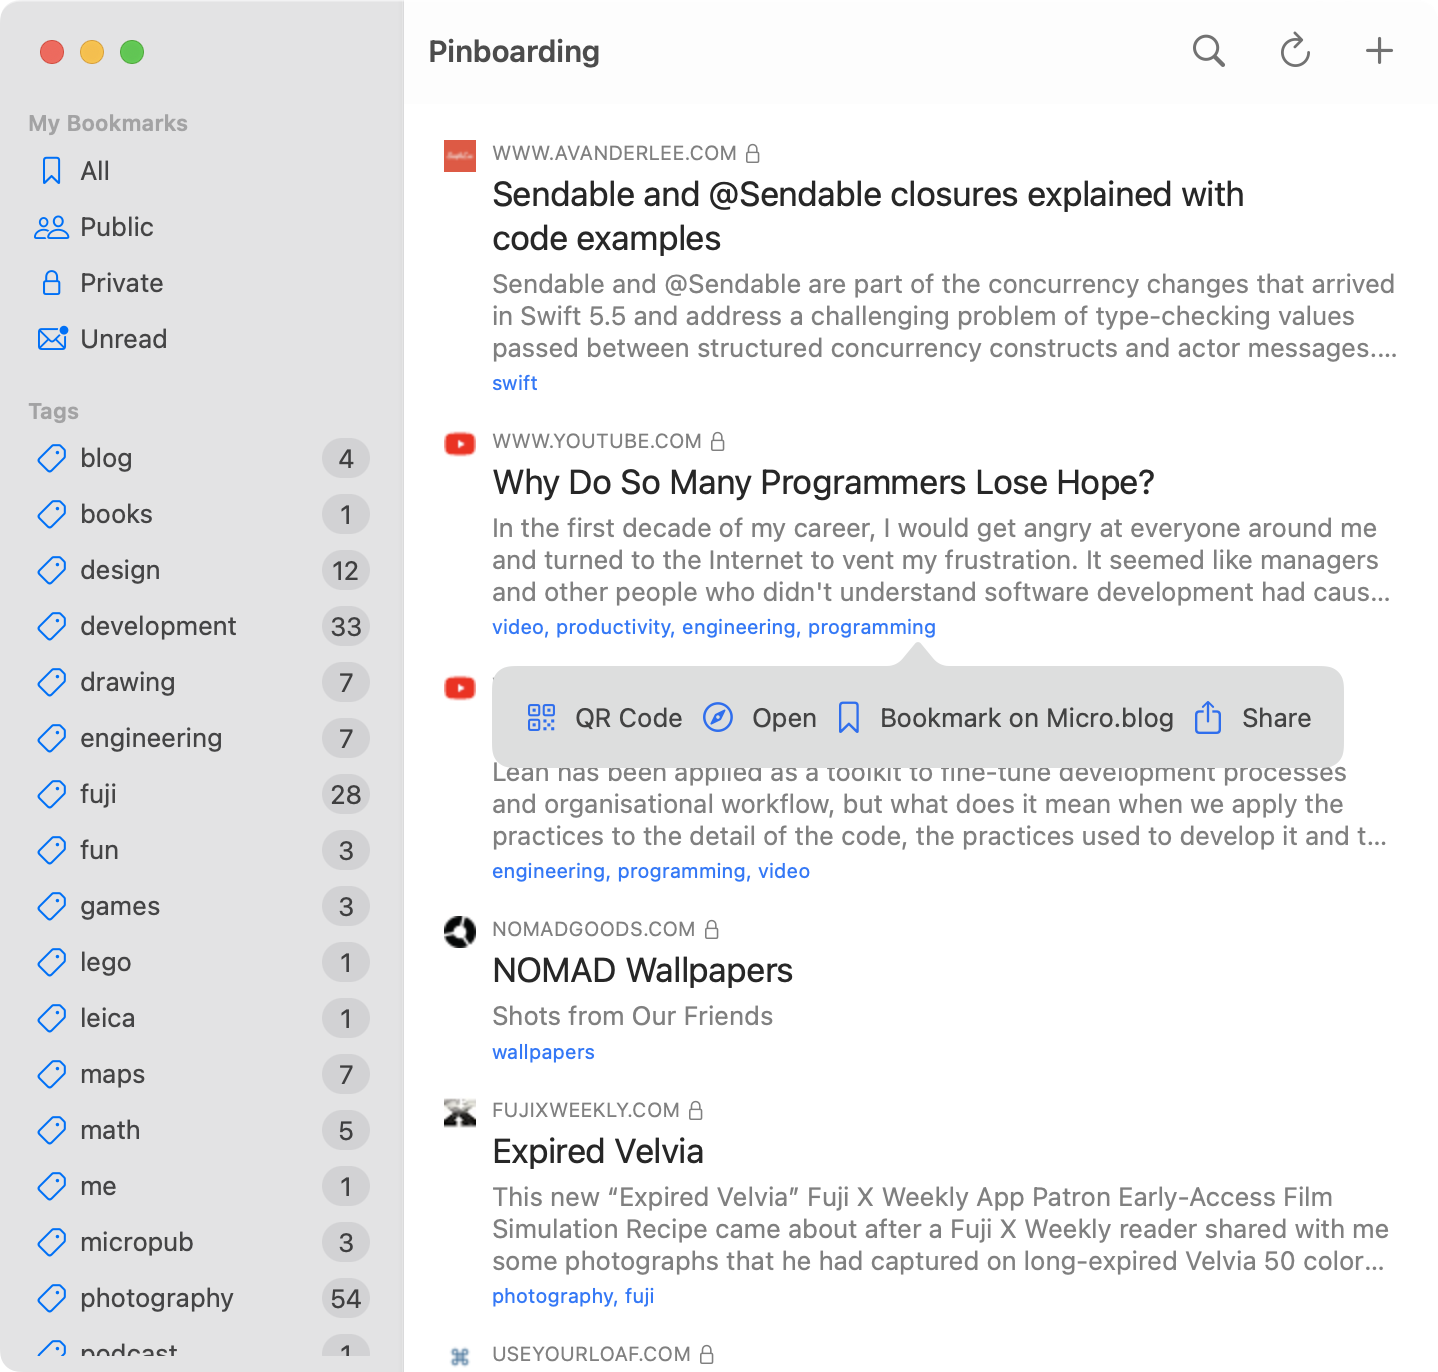 Pinboarding
My Bookmarks
All
Public
Private
Unread
Tags
blog 4
books 1
design 12
development 33
drawing 7
engineering 7
fuji 28
fun 3
games 3
lego 1
leica 1
maps 7
math 5
me 1
micropub 3
photography 54
podcast 1
WWW.AVANDERLEE.COM
Sendable and @Sendable closures explained with
code examples
Sendable and @Sendable are part of the concurrency changes that arrived
in Swift 5.5 and address a challenging problem of type-checking values
passed between structured concurrency constructs and actor messages....
swift
WWW.YOUTUBE.COM
Why Do So Many Programmers Lose Hope?
In the first decade of my career, I would get angry at everyone around me
and turned to the Internet to vent my frustration. It seemed like managers
and other people who didn't understand software development had caus...
video, productivity, engineering, programming
QR Code Open Bookmark on Micro.blog Share
Lean has been applied as a toolkit to fine-tune development processes
and organisational workflow, but what does it mean when we apply the
practices to the detail of the code, the practices used to develop it and t...
engineering, programming, video
NOMADGOODS.COM
NOMAD Wallpapers
Shots from Our Friends
wallpapers
FUJIXWEEKLY.COM
Expired Velvia
This new “Expired Velvia” Fuji X Weekly App Patron Early-Access Film
Simulation Recipe came about after a Fuji X Weekly reader shared with me
some photographs that he had captured on long-expired Velvia 50 color...
photography, fuji
USEYOURLOAF.COM